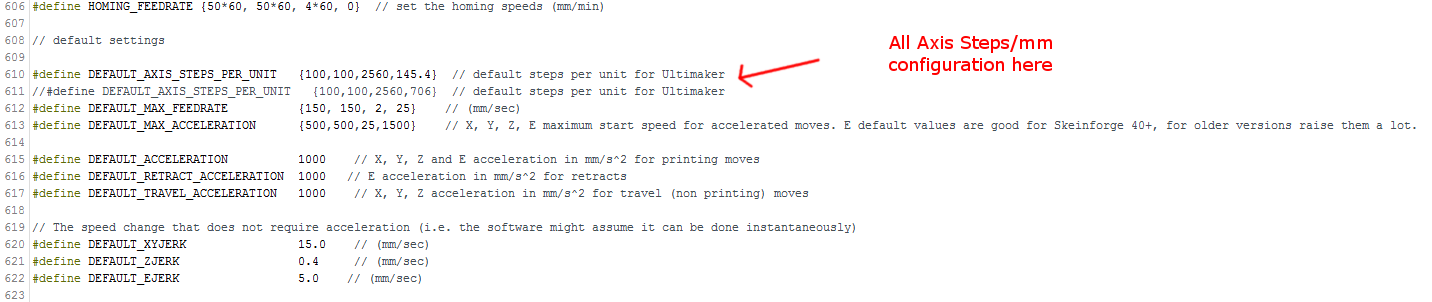 606 #define HOMING_FEEDRATE {50*60, 50*60, 4*60, 0}  // set the homing speeds (mm/min)
607
608 // default settings
609
All Axis Steps/mm
configuration here
610 #define DEFAULT_AXIS_STEPS_PER_UNIT   {100,100,2560,145.4}  // default steps per unit for Ultimaker
611 //#define DEFAULT_AXIS_STEPS_PER_UNIT   {100,100,2560,706}  // default steps per unit for Ultimaker
612 #define DEFAULT_MAX_FEEDRATE          {150, 150, 2, 25}    // (mm/sec)
613 #define DEFAULT_MAX_ACCELERATION      {500,500,25,1500}    // X, Y, Z, E maximum start speed for accelerated moves. E default values are good for Skeinforge 40+, for older versions raise them a lot.
614
615 #define DEFAULT_ACCELERATION          1000    // X, Y, Z and E acceleration in mm/s^2 for printing moves
616 #define DEFAULT_RETRACT_ACCELERATION  1000   // E acceleration in mm/s^2 for retracts
617 #define DEFAULT_TRAVEL_ACCELERATION   1000    // X, Y, Z acceleration in mm/s^2 for travel (non printing) moves
618
619 // The speed change that does not require acceleration (i.e. the software might assume it can be done instantaneously)
620 #define DEFAULT_XYJERK                15.0    // (mm/sec)
621 #define DEFAULT_ZJERK                 0.4     // (mm/sec)
622 #define DEFAULT_EJERK                 5.0    // (mm/sec)
623